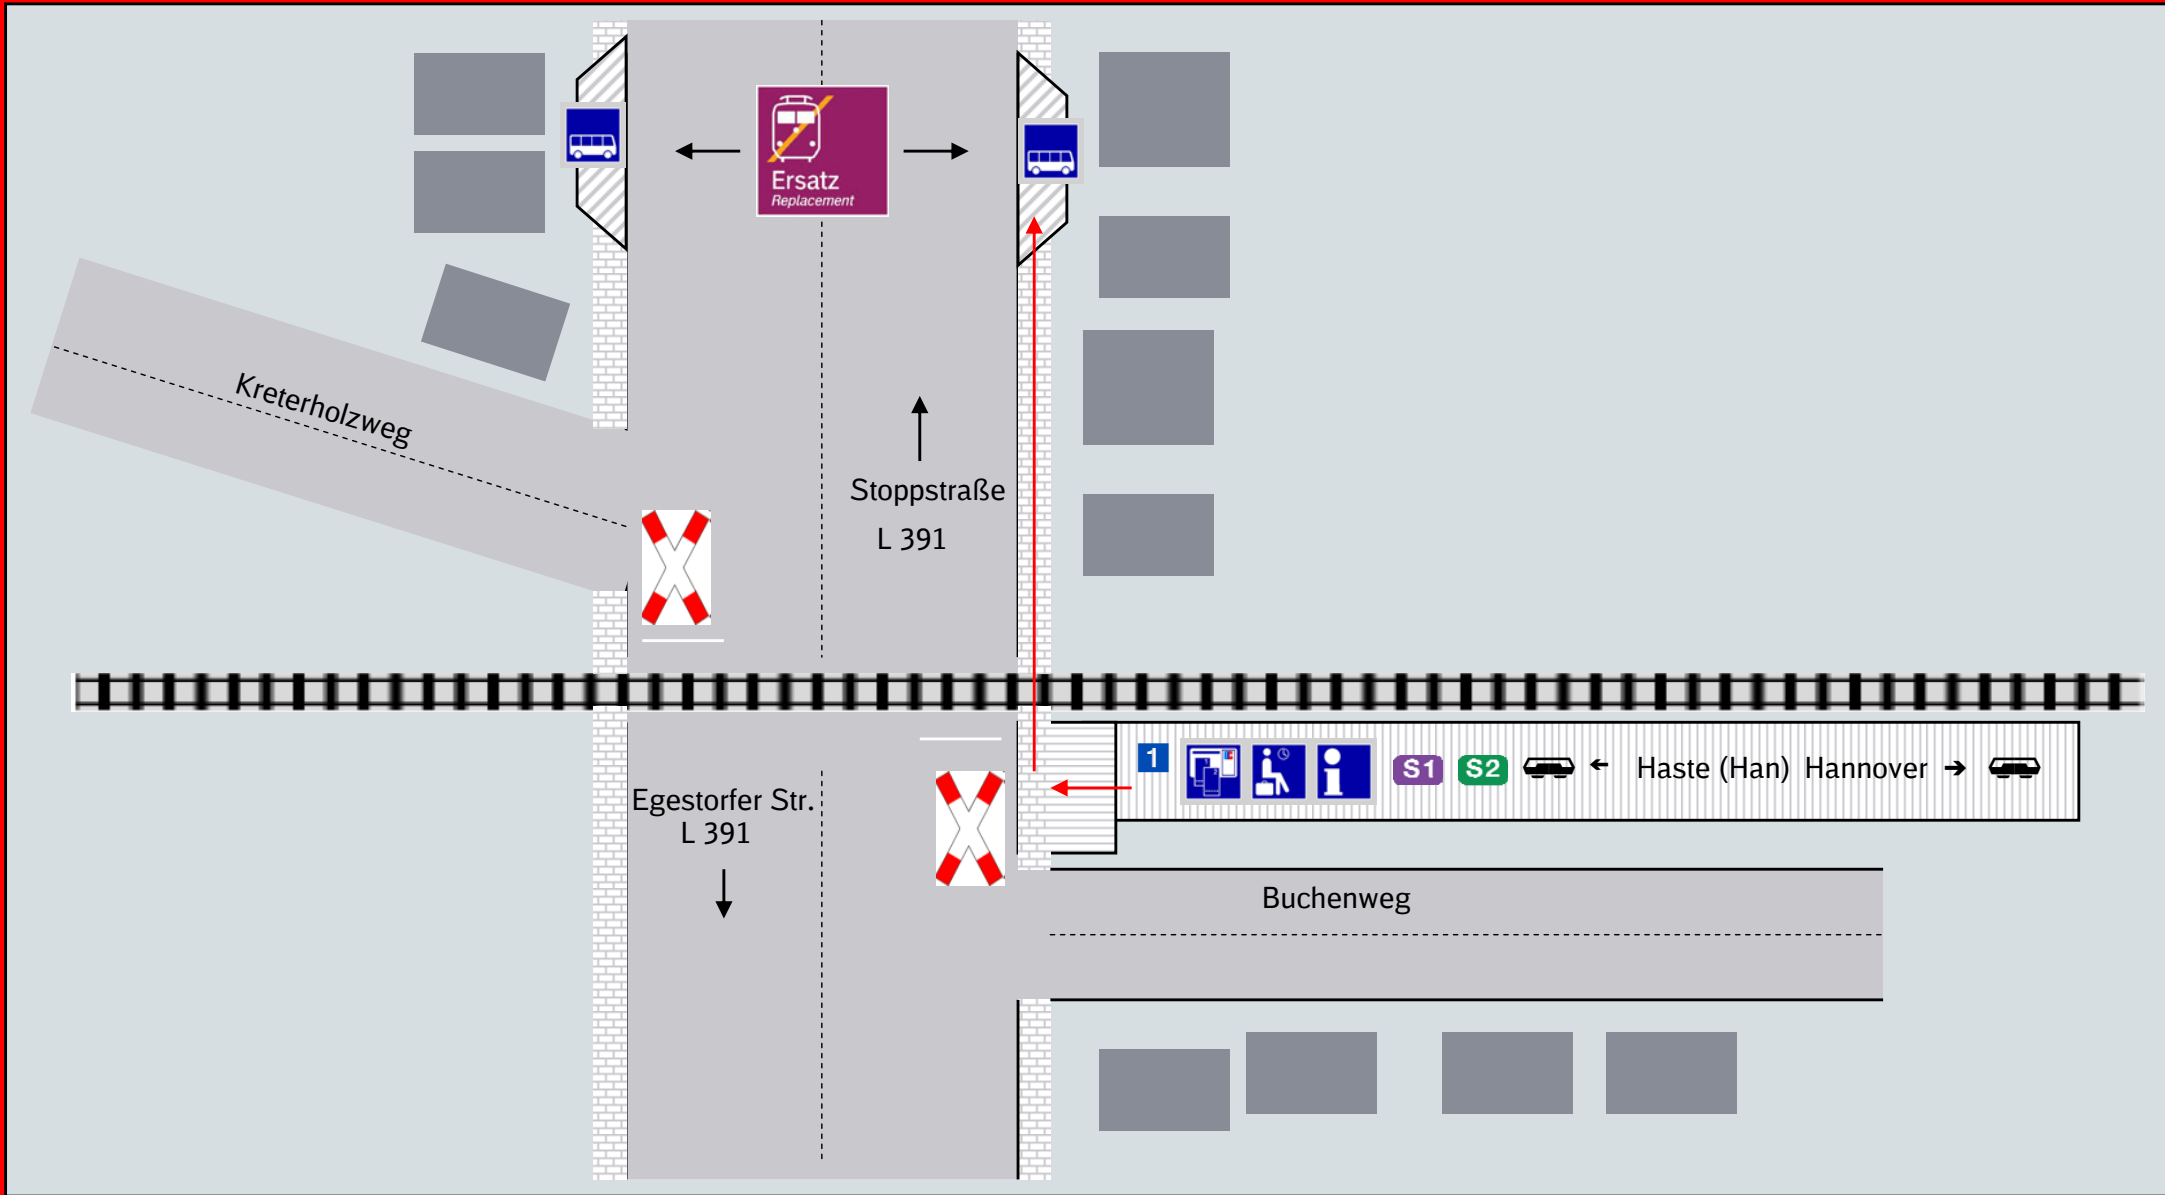 Ersatz
Replacement
Kreterholzweg
Stoppstraße
L 391
1 S1 S2 ← Haste (Han) Hannover →
Egestorfer Str.
L 391
Buchenweg